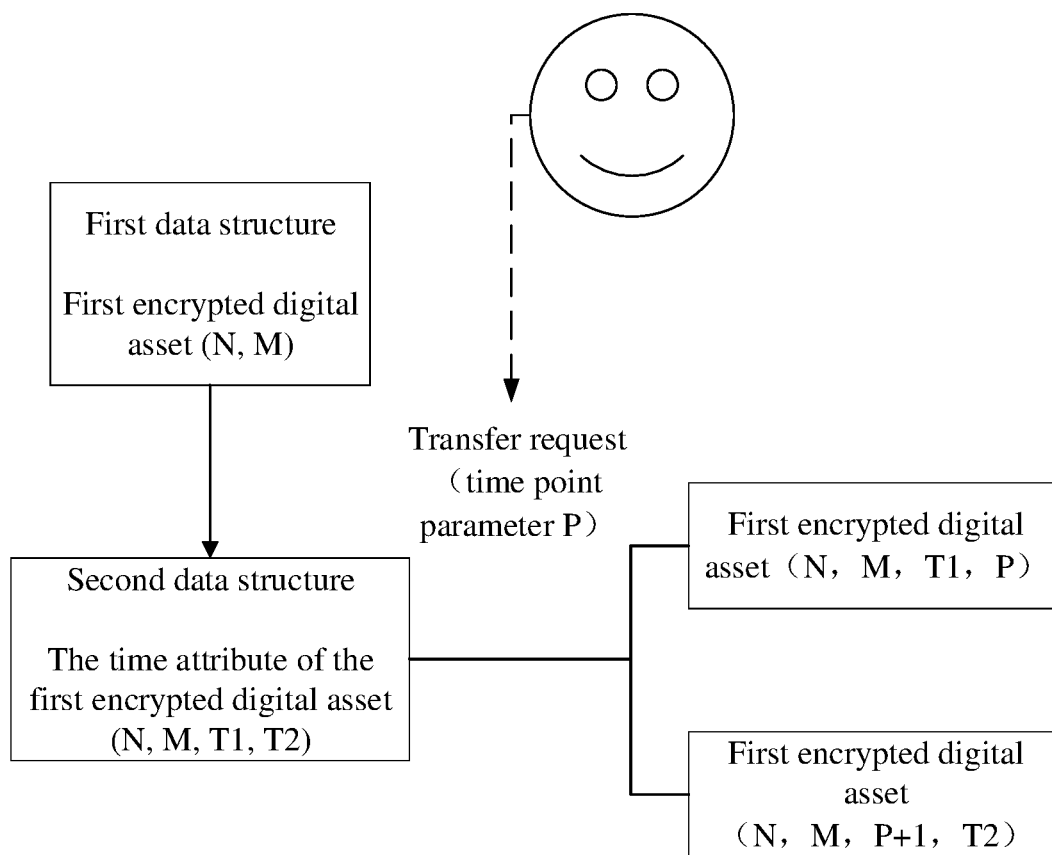 First data structure
First encrypted digital
asset (N, M)
Transfer request
（time point
parameter P）
Second data structure
The time attribute of the
first encrypted digital asset
(N, M, T1, T2)
First encrypted digital
asset（N， M， T1， P）
First encrypted digital
asset
（N， M， P+1， T2）